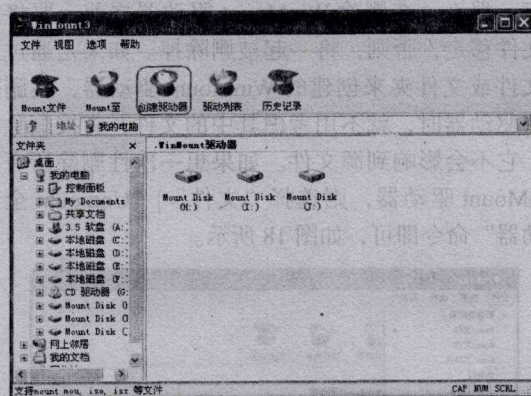 WinMount3
文件 视图 选项 帮助
Mount文件 Mount至 创建驱动器 驱动列表 历史记录
地址 我的电脑
文件夹 ×
.WinMount驱动器
桌面
我的电脑
控制面板
My Documents
共享文档
3.5 软盘 (A:
本地磁盘 (C:
本地磁盘 (D:
本地磁盘 (E:
本地磁盘 (F:
CD 驱动器 (G:
Mount Disk (
Mount Disk (
Mount Disk (
网上邻居
我的文档
Mount Disk (H:)
Mount Disk (I:)
Mount Disk (J:)
支持mount mou, iso, isz 等文件
CAP NUM SCRL